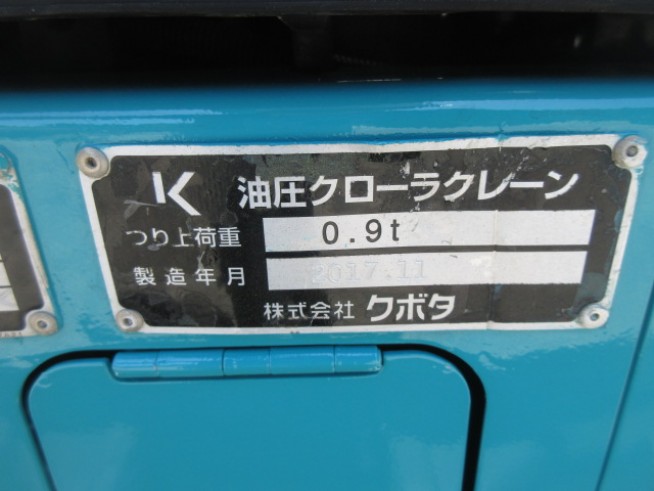 K 油圧クローラクレーン
つり上荷重 0.9t
製造年月 2017.11
株式会社 クボタ